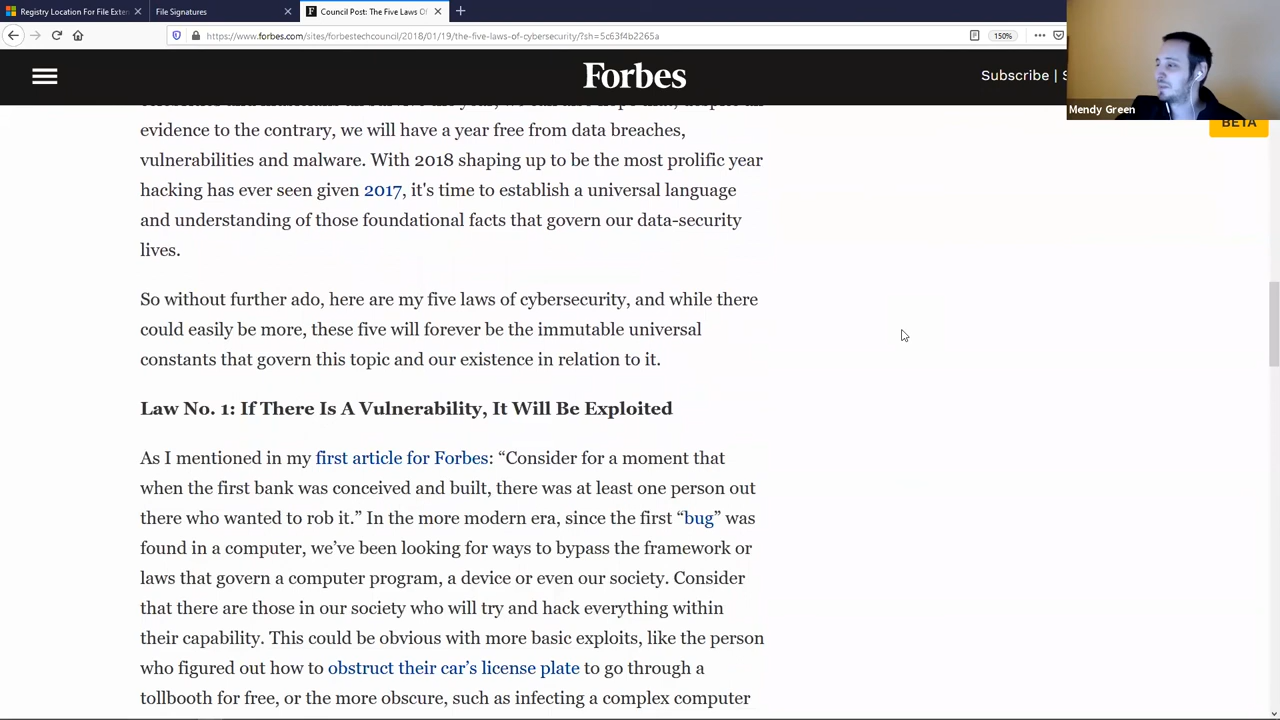 Registry Location For File Exten
File Signatures
Council Post: The Five Laws Of
https://www.forbes.com/sites/forbestechcouncil/2018/01/19/the-five-laws-of-cybersecurity/?sh=5c63f4b2265a
150%
Forbes
Subscribe |
Mendy Green
BETA
evidence to the contrary, we will have a year free from data breaches,
vulnerabilities and malware. With 2018 shaping up to be the most prolific year
hacking has ever seen given 2017, it's time to establish a universal language
and understanding of those foundational facts that govern our data-security
lives.
So without further ado, here are my five laws of cybersecurity, and while there
could easily be more, these five will forever be the immutable universal
constants that govern this topic and our existence in relation to it.
Law No. 1: If There Is A Vulnerability, It Will Be Exploited
As I mentioned in my first article for Forbes: “Consider for a moment that
when the first bank was conceived and built, there was at least one person out
there who wanted to rob it.” In the more modern era, since the first “bug” was
found in a computer, we’ve been looking for ways to bypass the framework or
laws that govern a computer program, a device or even our society. Consider
that there are those in our society who will try and hack everything within
their capability. This could be obvious with more basic exploits, like the person
who figured out how to obstruct their car’s license plate to go through a
tollbooth for free, or the more obscure, such as infecting a complex computer